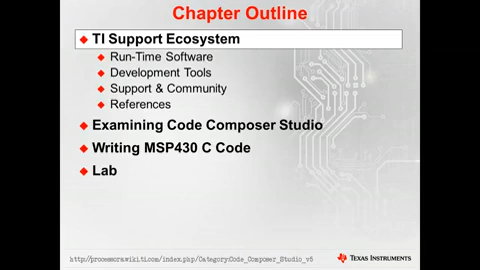 Chapter Outline
TI Support Ecosystem
Run-Time Software
Development Tools
Support & Community
References
Examining Code Composer Studio
Writing MSP430 C Code
Lab
http://processors.wiki.ti.com/index.php/Category:Code_Composer_Studio_v6
TEXAS INSTRUMENTS